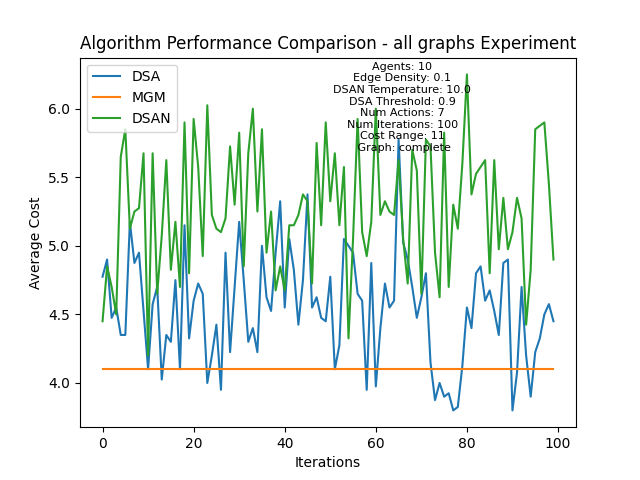 Algorithm Performance Comparison - all graphs Experiment
DSA
MGM
DSAN
Agents: 10
Edge Density: 0.1
DSAN Temperature: 10.0
DSA Threshold: 0.9
Num Actions: 7
Num Iterations: 100
Cost Range: 11
Graph: complete
Average Cost
6.0
5.5
5.0
4.5
4.0
0 20 40 60 80 100
Iterations